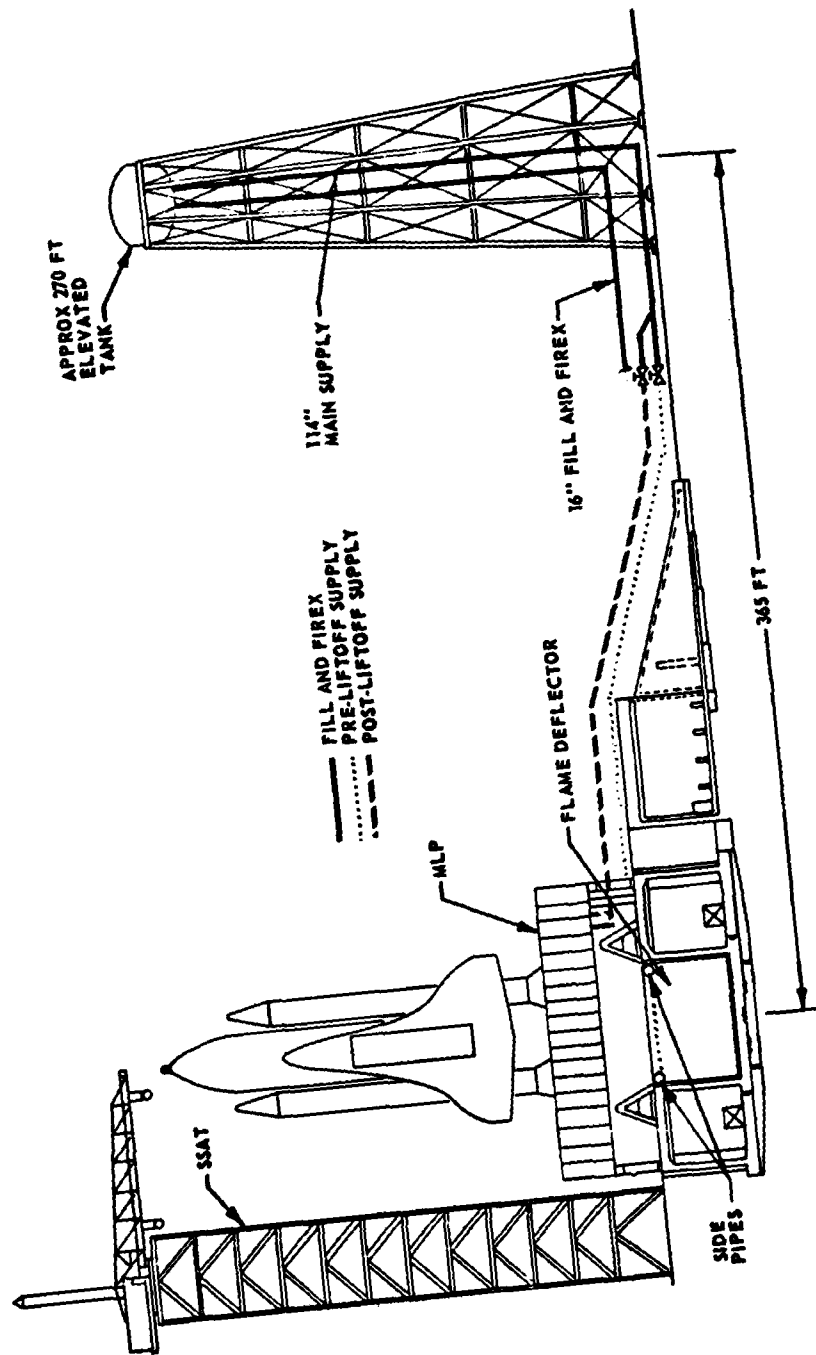 APPROX 270 FT
ELEVATED
TANK
114"
MAIN SUPPLY
16" FILL AND FIREX
FILL AND FIREX
PRE-LIFTOFF SUPPLY
POST-LIFTOFF SUPPLY
MLP
FLAME DEFLECTOR
365 FT
SSAT
SIDE
PIPES